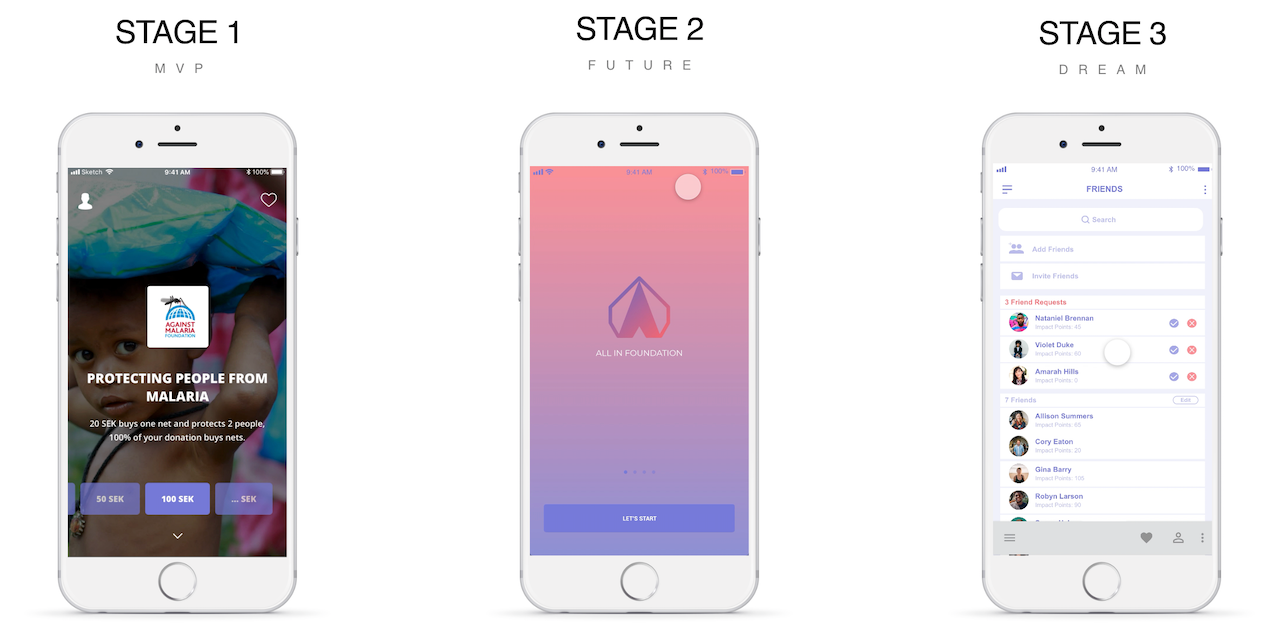 STAGE 1
MVP
Sketch
9:41 AM
100%
AGAINST
MALARIA
FOUNDATION
PROTECTING PEOPLE FROM
MALARIA
20 SEK buys one net and protects 2 people,
100% of your donation buys nets.
50 SEK
100 SEK
... SEK
STAGE 2
FUTURE
9:41 AM
100%
ALL IN FOUNDATION
LET'S START
STAGE 3
DREAM
9:41 AM
100%
FRIENDS
Search
Add Friends
Invite Friends
3 Friend Requests
Nataniel Brennan
Impact Points: 45
Violet Duke
Impact Points: 60
Amarah Hills
Impact Points: 0
7 Friends
Edit
Allison Summers
Impact Points: 65
Cory Eaton
Impact Points: 20
Gina Barry
Impact Points: 105
Robyn Larson
Impact Points: 50